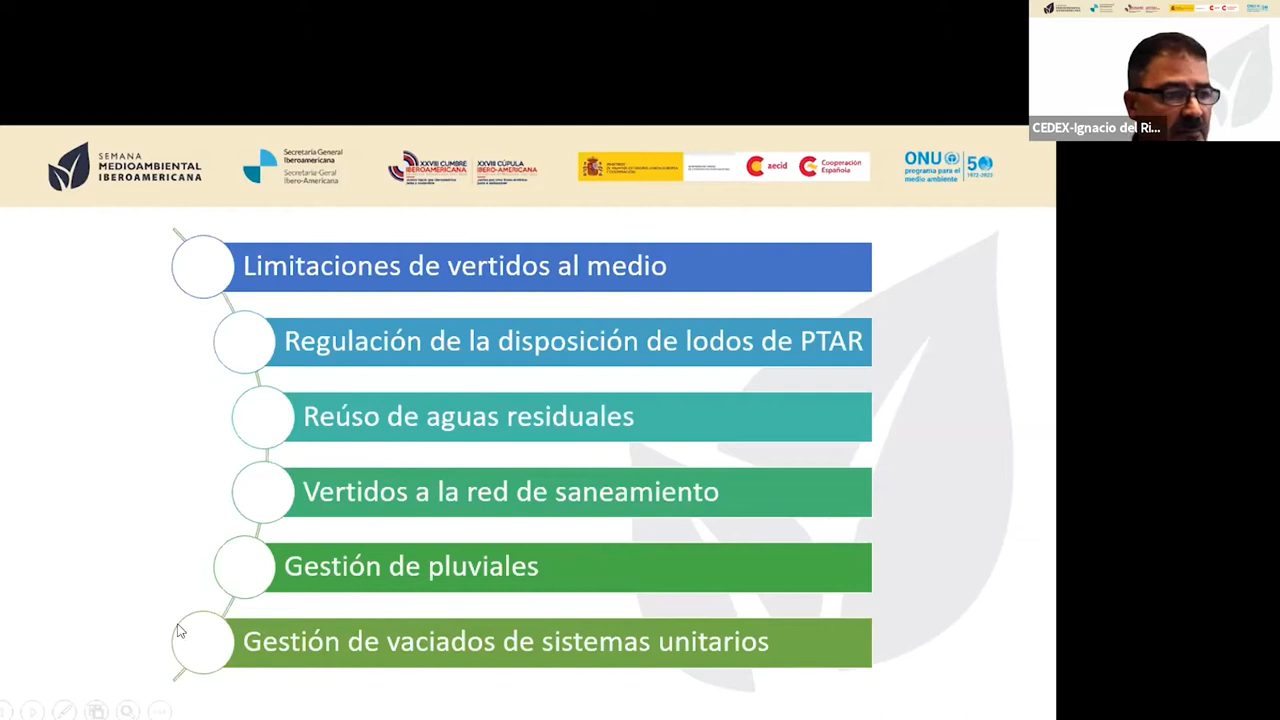 CEDEX-Ignacio del Ri...
SEMANA
MEDIOAMBIENTAL
IBEROAMERICANA
Secretaría General
Iberoamericana
Secretaria-Geral
Ibero-Americana
XXVIII CUMBRE
IBEROAMERICANA
XXVIII CÚPULA
IBERO-AMERICANA
aecid
Cooperación
Española
ONU
programa para el
medio ambiente
50
1972-2022
Limitaciones de vertidos al medio
Regulación de la disposición de lodos de PTAR
Reúso de aguas residuales
Vertidos a la red de saneamiento
Gestión de pluviales
Gestión de vaciados de sistemas unitarios